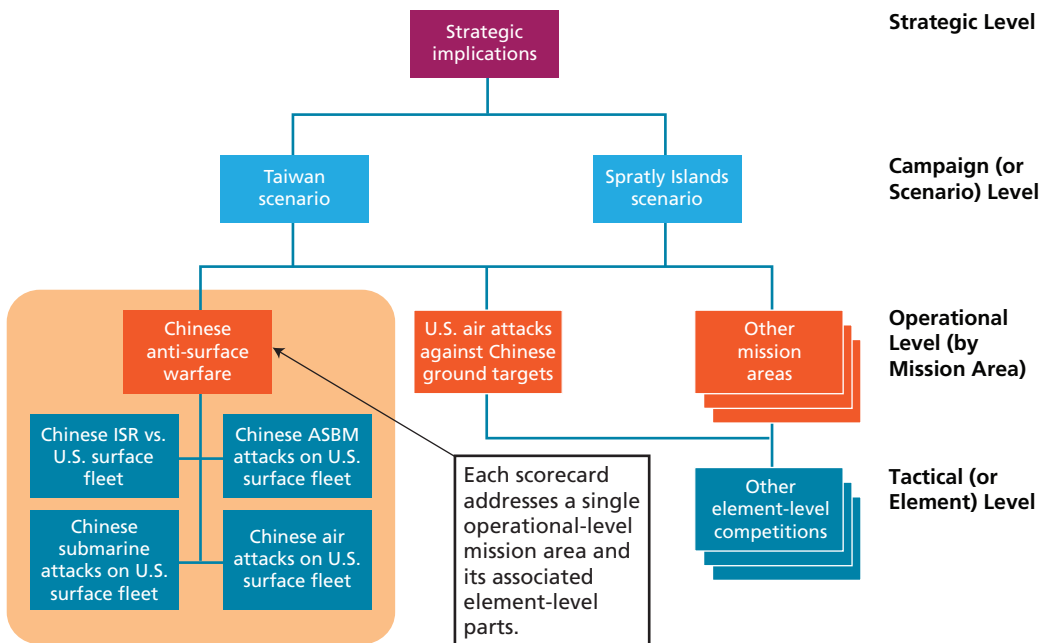 Strategic
implications
Strategic Level
Taiwan
scenario
Spratly Islands
scenario
Campaign (or
Scenario) Level
Chinese
anti-surface
warfare
U.S. air attacks
against Chinese
ground targets
Other
mission
areas
Operational
Level (by
Mission Area)
Chinese ISR vs.
U.S. surface
fleet
Chinese ASBM
attacks on U.S.
surface fleet
Chinese
submarine
attacks on U.S.
surface fleet
Chinese air
attacks on U.S.
surface fleet
Each scorecard
addresses a single
operational-level
mission area and
its associated
element-level
parts.
Other
element-level
competitions
Tactical (or
Element) Level